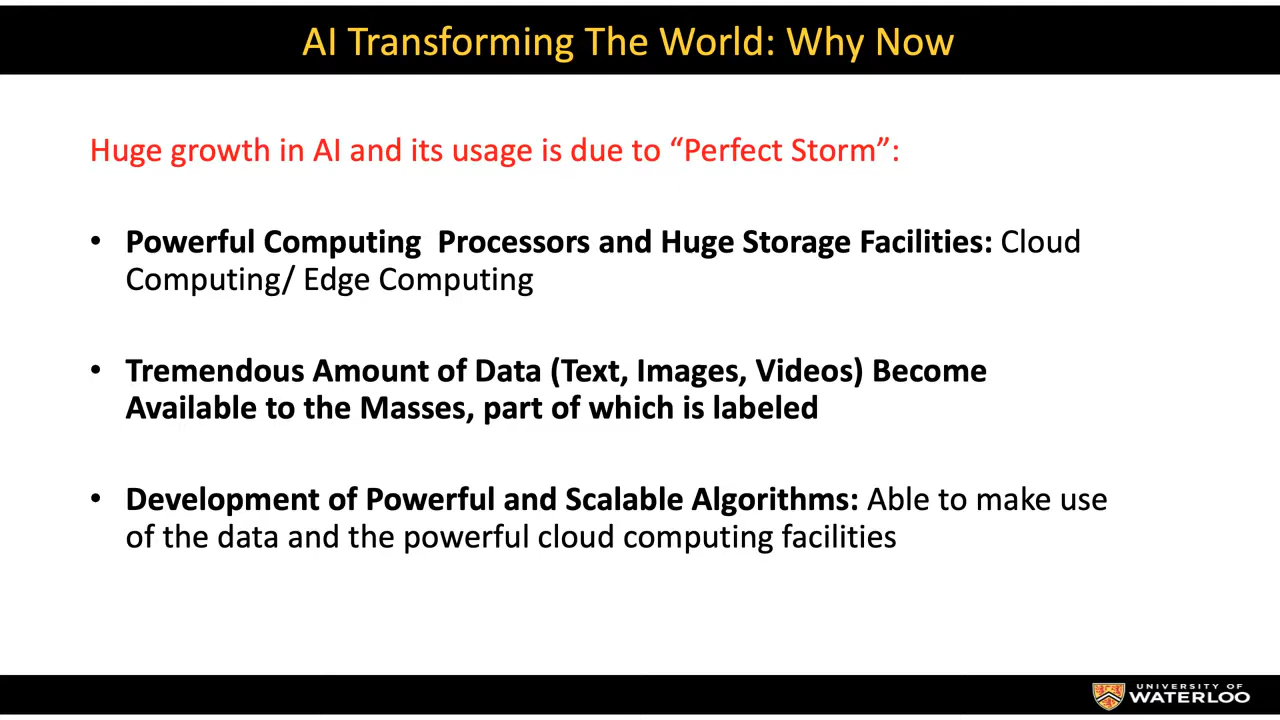 AI Transforming The World: Why Now
Huge growth in AI and its usage is due to “Perfect Storm”:
• Powerful Computing  Processors and Huge Storage Facilities: Cloud
Computing/ Edge Computing
• Tremendous Amount of Data (Text, Images, Videos) Become
Available to the Masses, part of which is labeled
• Development of Powerful and Scalable Algorithms: Able to make use
of the data and the powerful cloud computing facilities
UNIVERSITY OF
WATERLOO